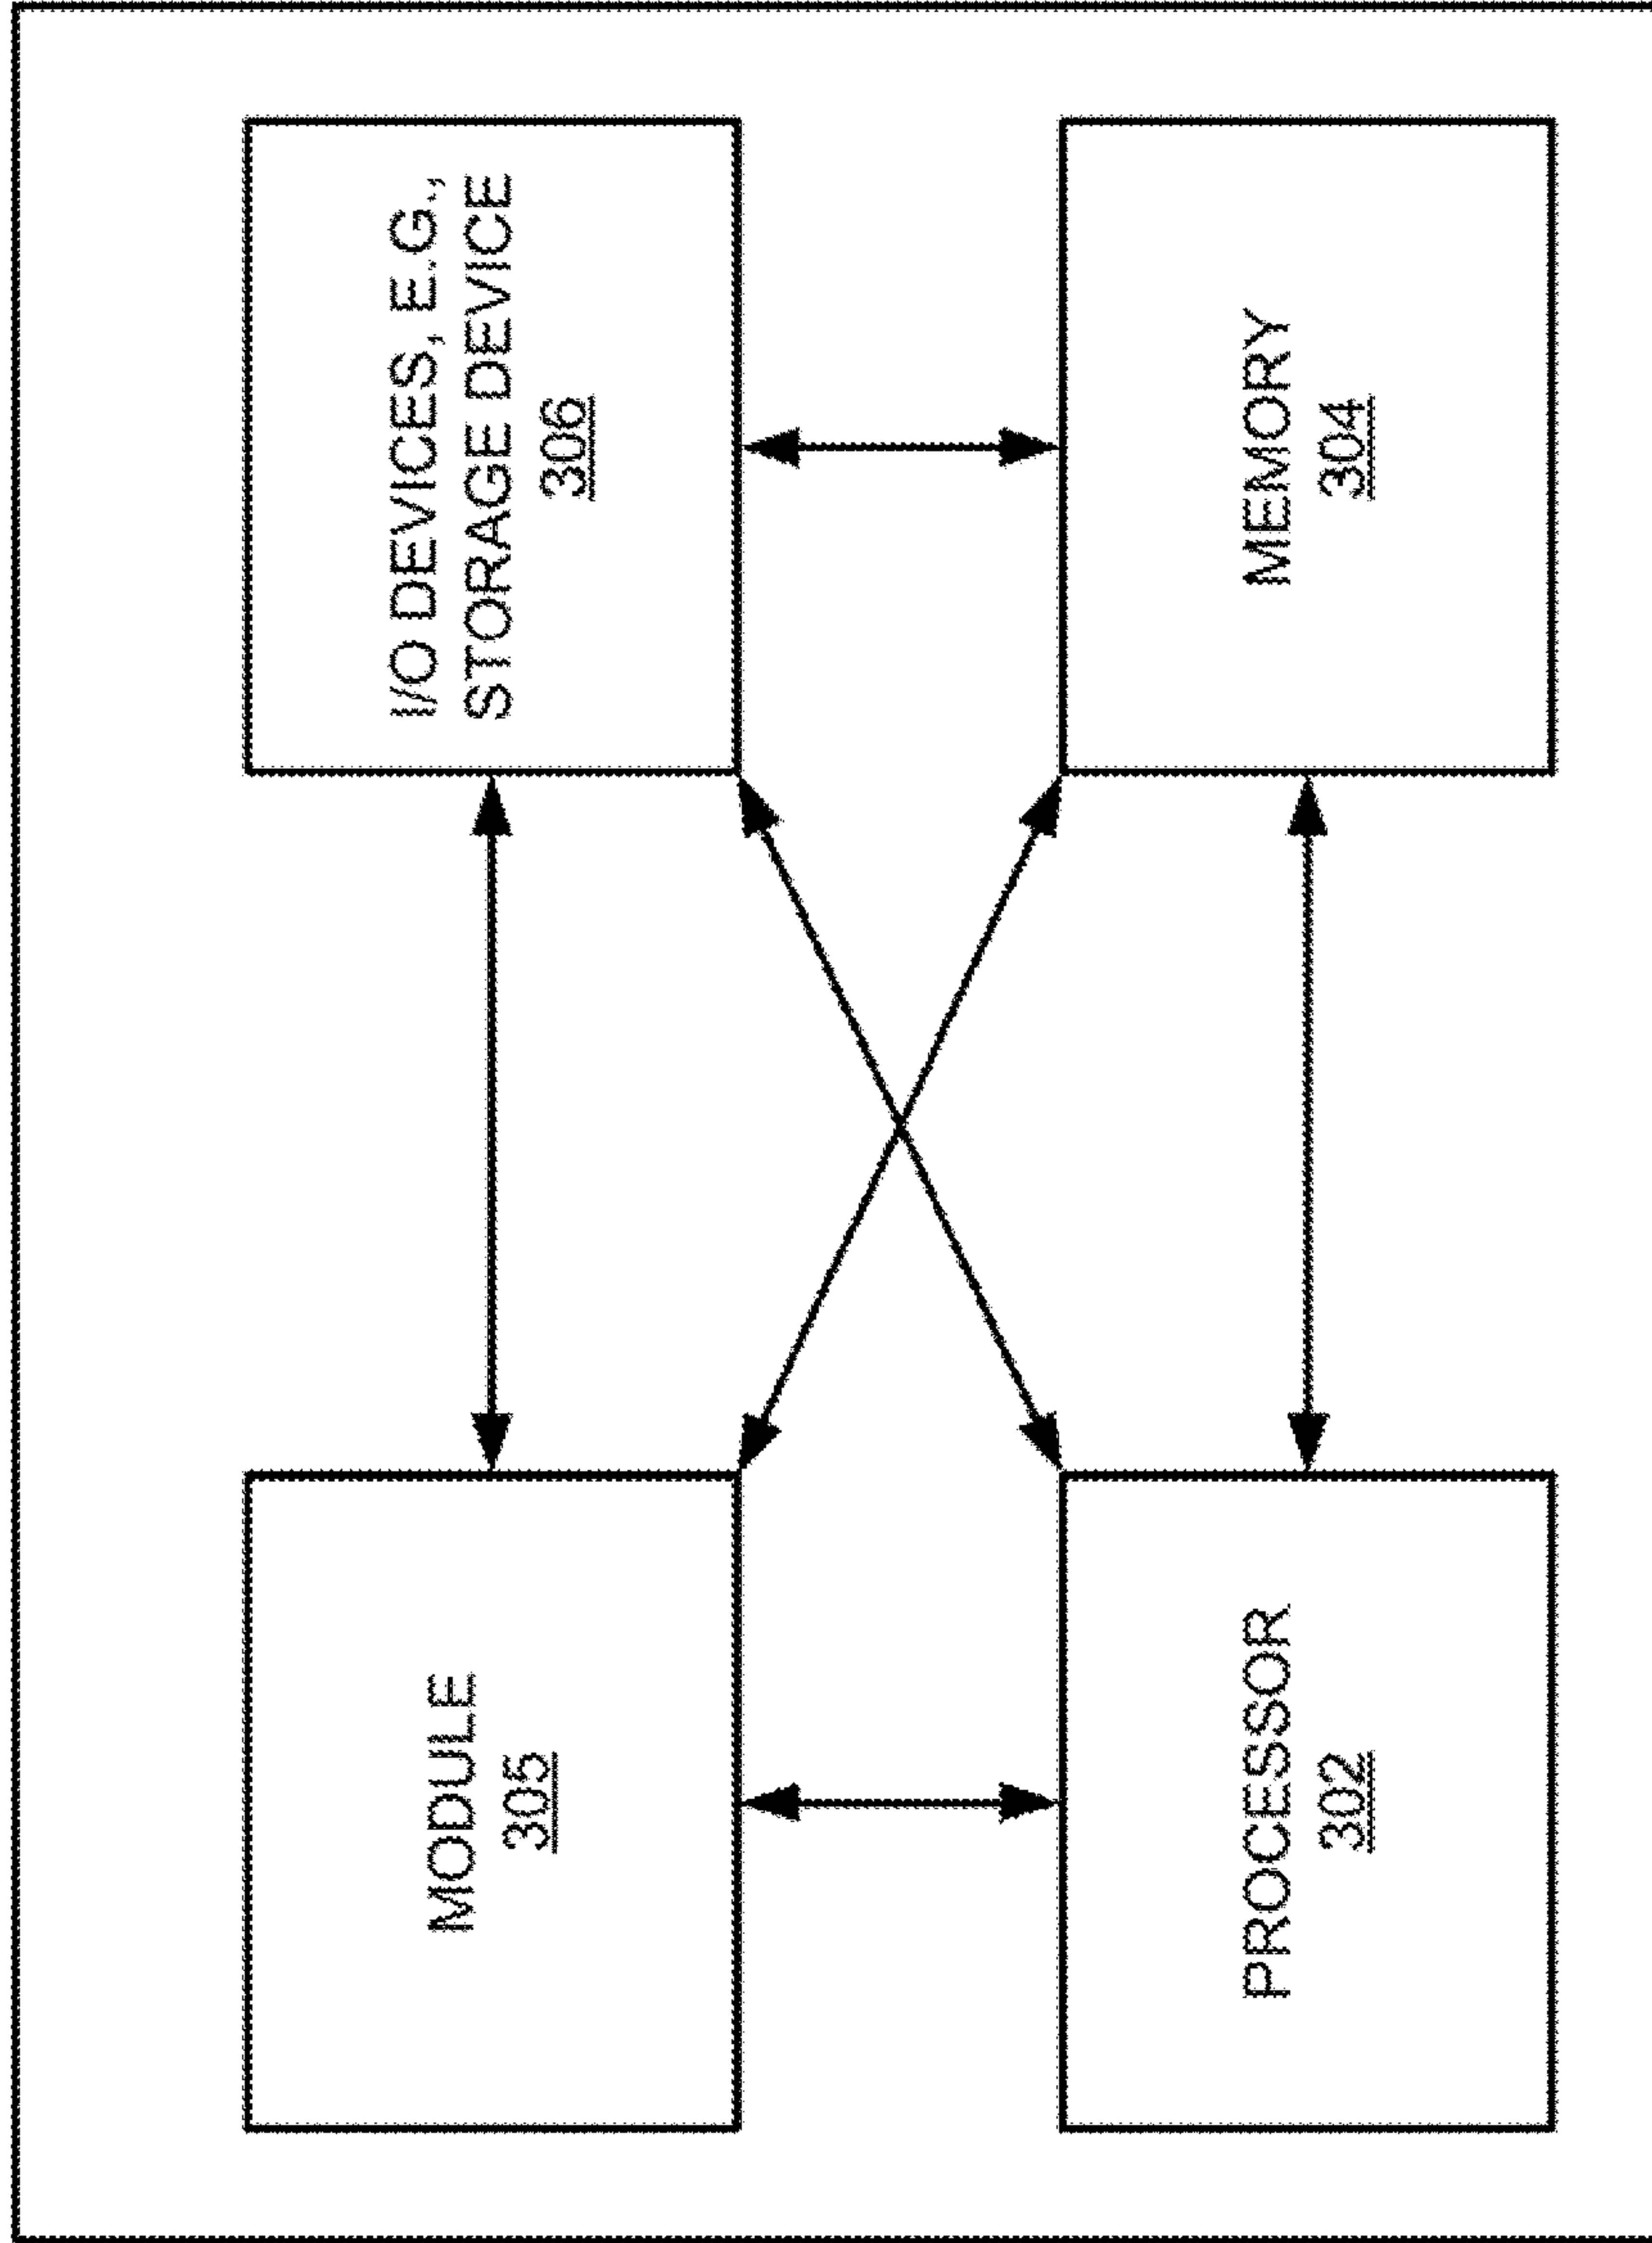 MODULE
305
I/O DEVICES, E.G.,
STORAGE DEVICE
306
PROCESSOR
302
MEMORY
304